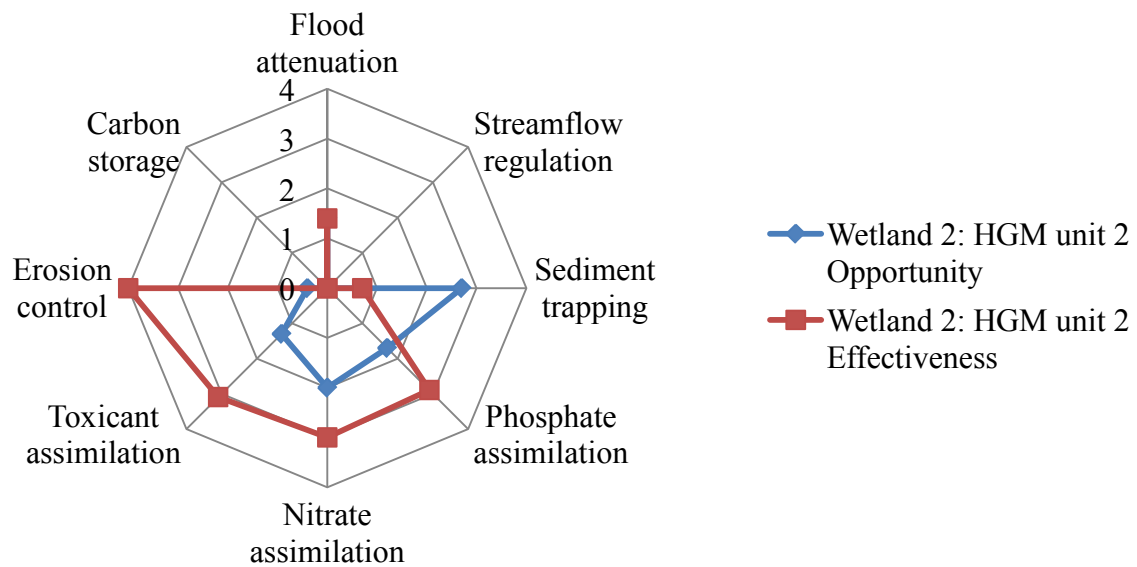 Flood
attenuation
Streamflow
regulation
Sediment
trapping
Phosphate
assimilation
Nitrate
assimilation
Toxicant
assimilation
Erosion
control
Carbon
storage
4
3
2
1
0
Wetland 2: HGM unit 2
Opportunity
Wetland 2: HGM unit 2
Effectiveness